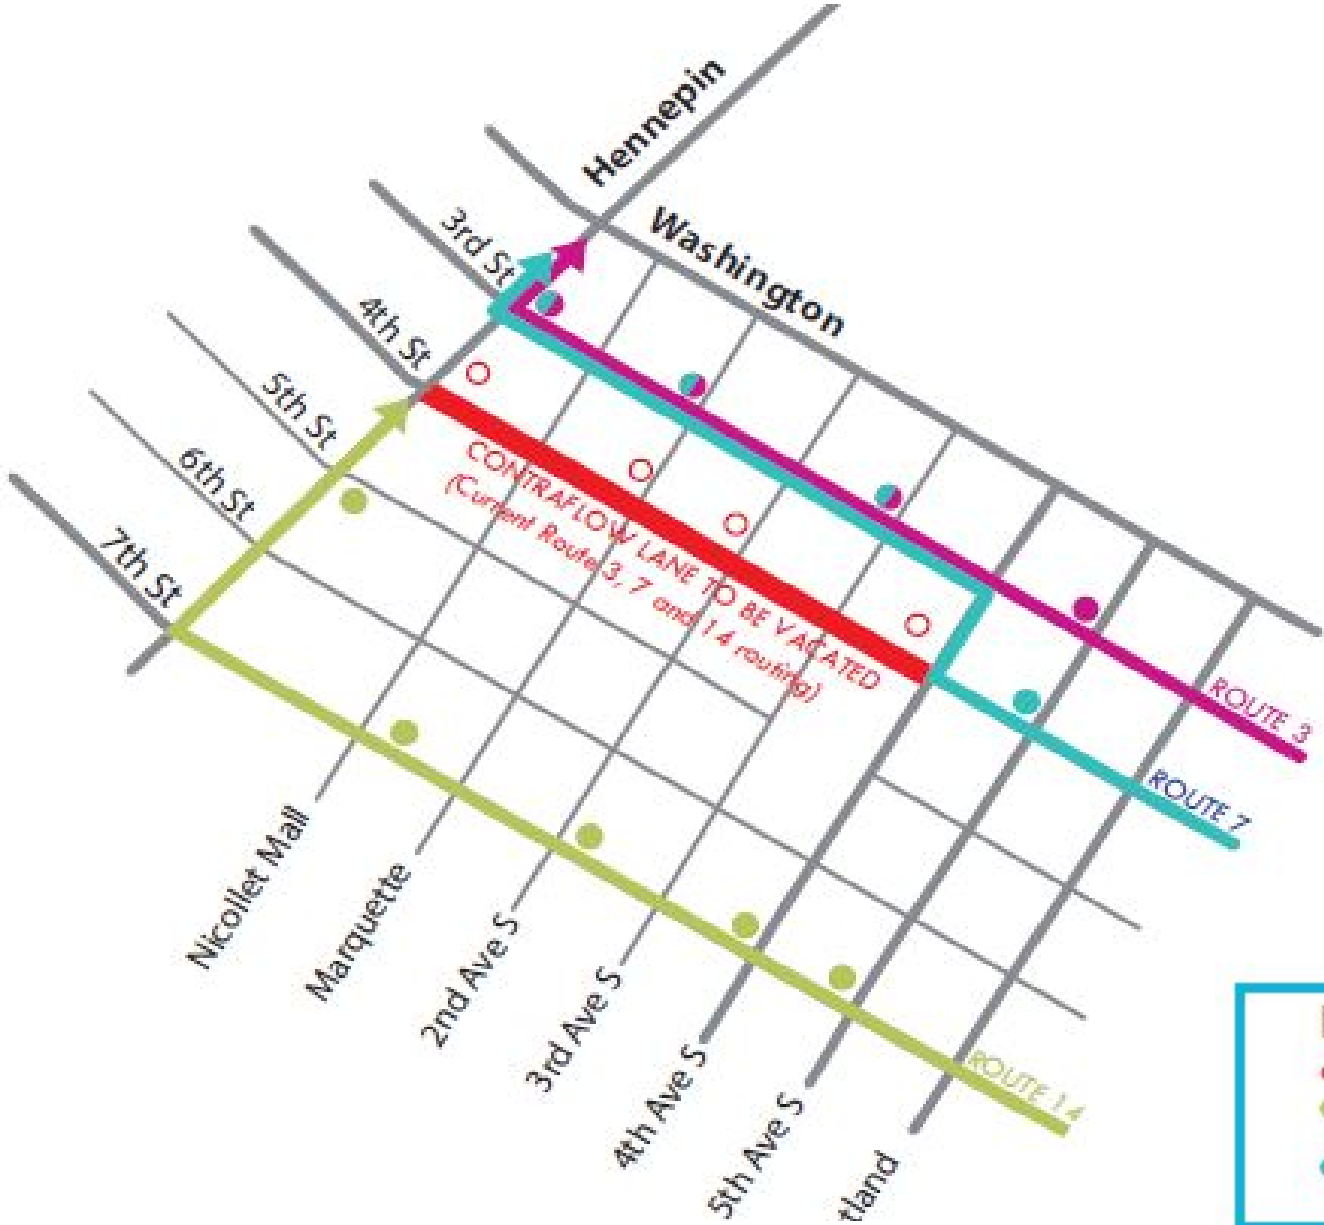 Hennepin
Washington
3rd St
4th St
5th St
6th St
7th St
CONTRAFLOW LANE TO BE VACATED
(Current Route 3, 7 and 14 routing)
ROUTE 3
ROUTE 7
ROUTE 14
Nicollet Mall
Marquette
2nd Ave S
3rd Ave S
4th Ave S
5th Ave S
tland